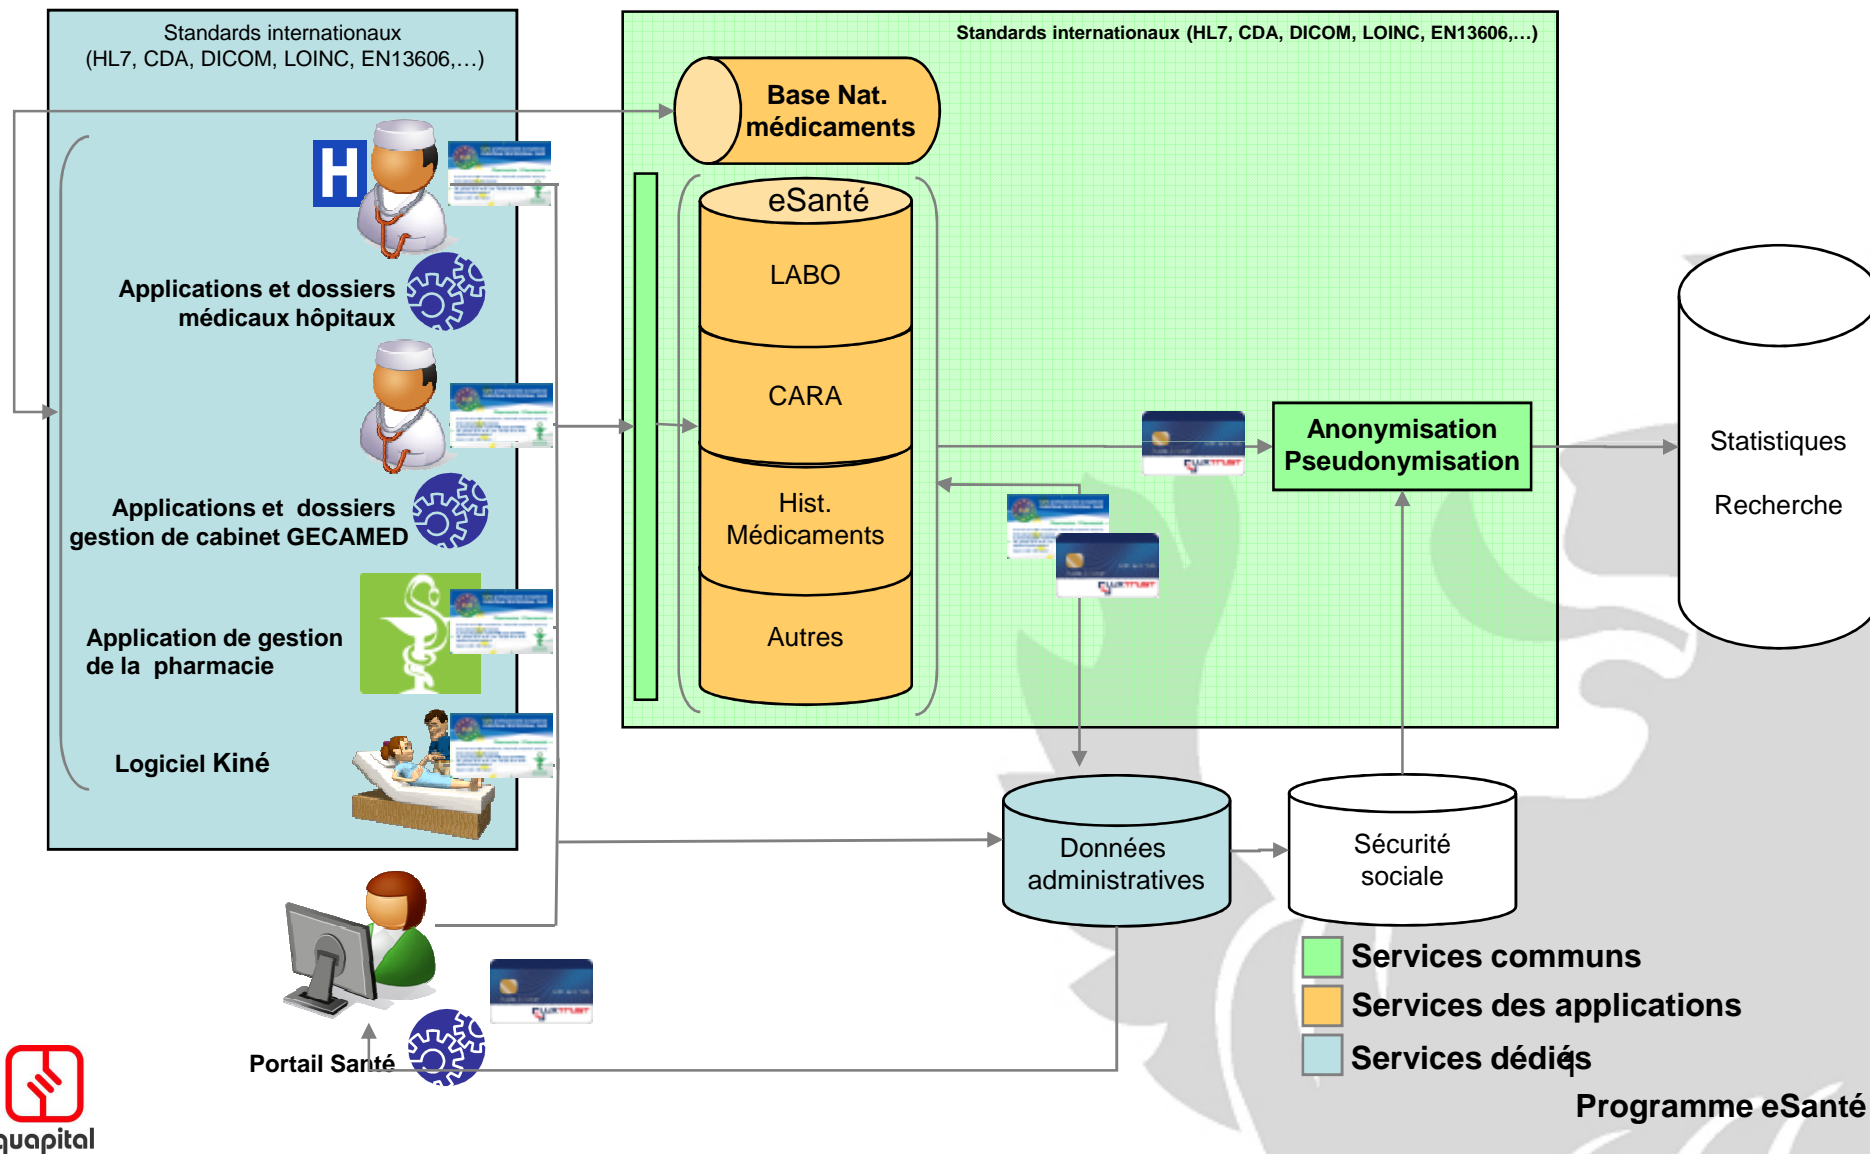 Standards internationaux
(HL7, CDA, DICOM, LOINC, EN13606,…)
Standards internationaux (HL7, CDA, DICOM, LOINC, EN13606,…)
Base Nat.
médicaments
H
eSanté
LABO
Applications et dossiers
médicaux hôpitaux
CARA
Anonymisation
Pseudonymisation
Statistiques
Recherche
LUXTRUST
Hist.
Médicaments
Applications et  dossiers
gestion de cabinet GECAMED
LUXTRUST
Autres
Application de gestion
de la  pharmacie
Logiciel Kiné
Données
administratives
Sécurité
sociale
Services communs
Services des applications
Services dédiés
LUXTRUST
Portail Santé
Programme eSanté
quapital